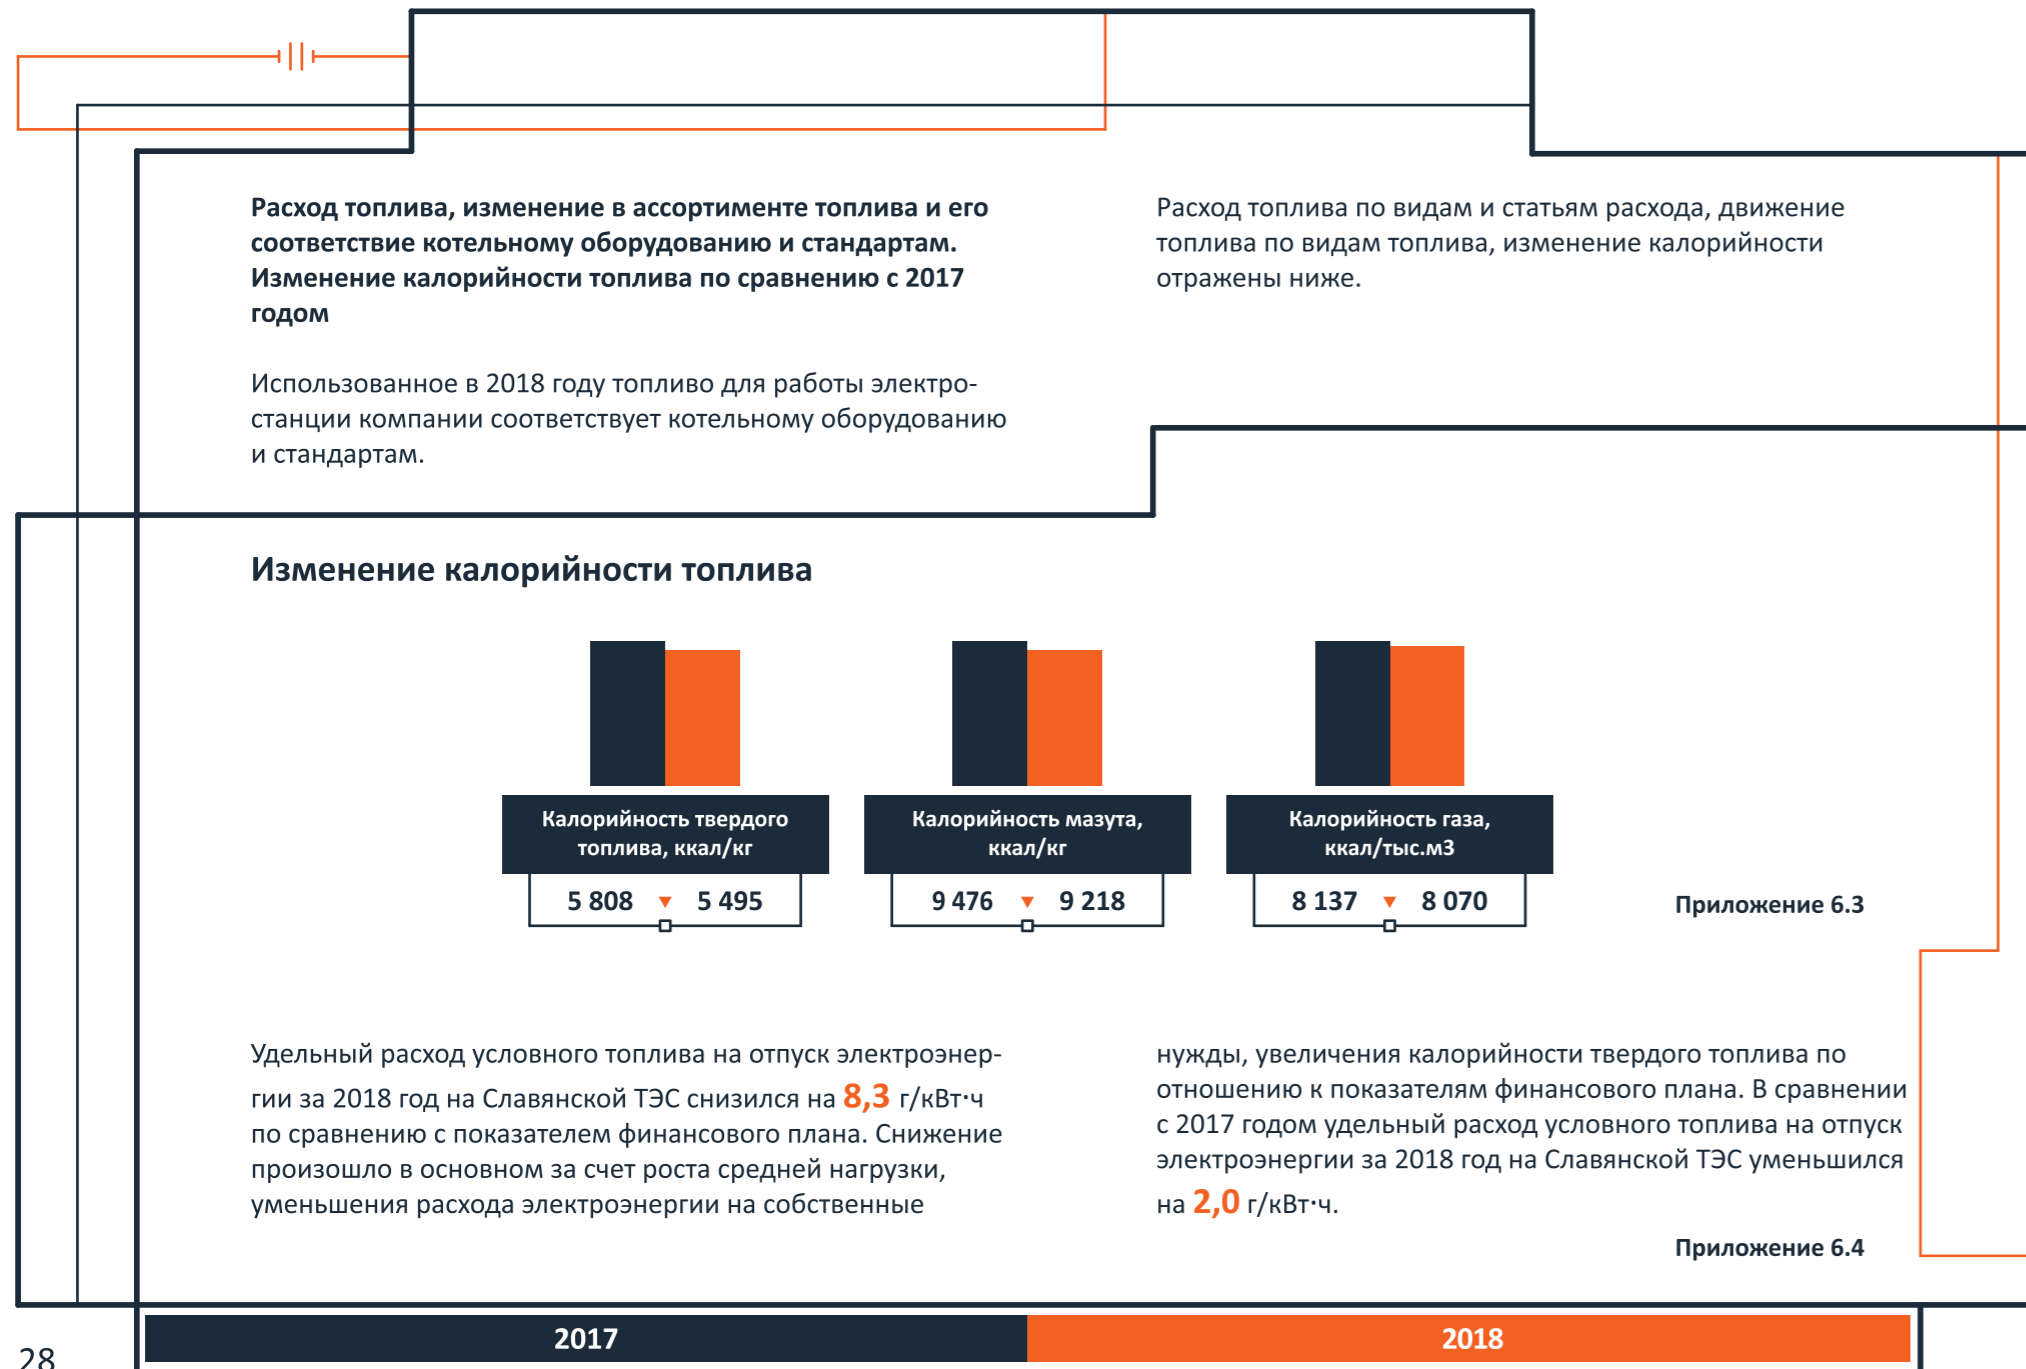 Расход топлива, изменение в ассортименте топлива и его
соответствие котельному оборудованию и стандартам.
Изменение калорийности топлива по сравнению с 2017
годом
Использованное в 2018 году топливо для работы электро-
станции компании соответствует котельному оборудованию
и стандартам.
Расход топлива по видам и статьям расхода, движение
топлива по видам топлива, изменение калорийности
отражены ниже.
Изменение калорийности топлива
Калорийность твердого
топлива, ккал/кг
5 808 ▼ 5 495
Калорийность мазута,
ккал/кг
9 476 ▼ 9 218
Калорийность газа,
ккал/тыс.м3
8 137 ▼ 8 070
Приложение 6.3
Удельный расход условного топлива на отпуск электроэнер-
гии за 2018 год на Славянской ТЭС снизился на 8,3 г/кВт·ч
по сравнению с показателем финансового плана. Снижение
произошло в основном за счет роста средней нагрузки,
уменьшения расхода электроэнергии на собственные
нужды, увеличения калорийности твердого топлива по
отношению к показателям финансового плана. В сравнении
с 2017 годом удельный расход условного топлива на отпуск
электроэнергии за 2018 год на Славянской ТЭС уменьшился
на 2,0 г/кВт·ч.
Приложение 6.4
2017
2018
28